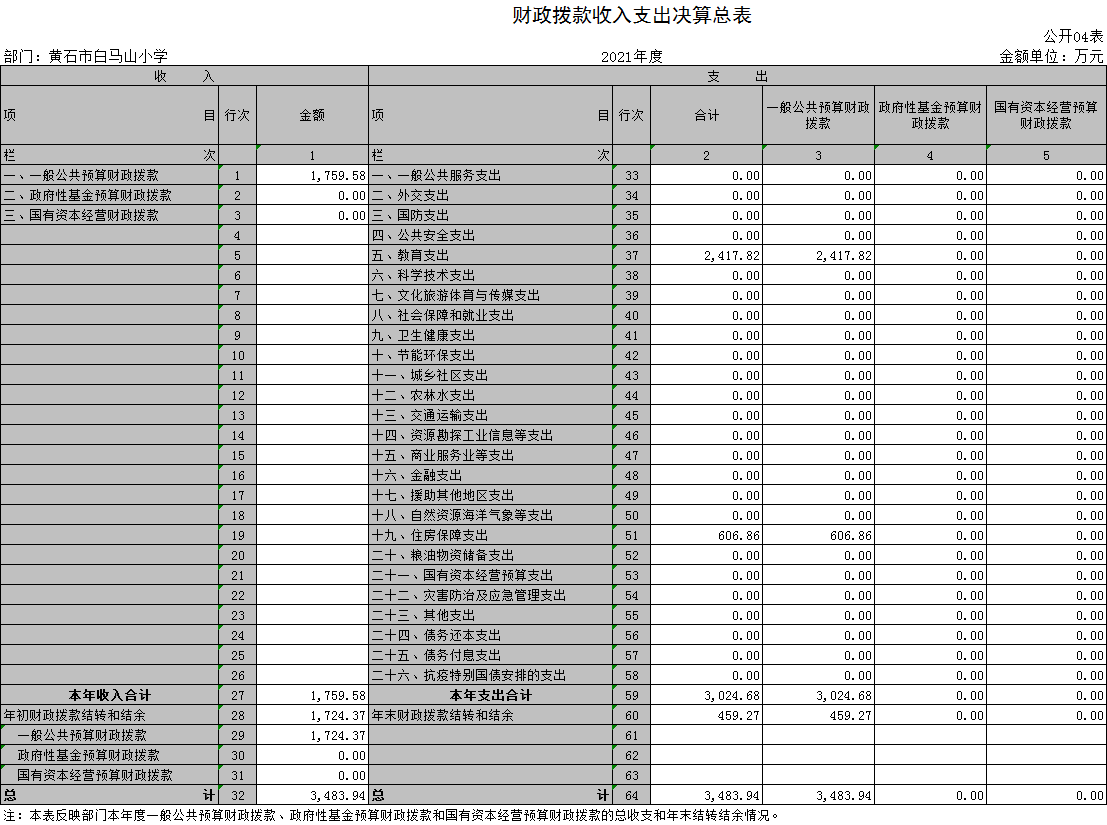 财政拨款收入支出决算总表
公开04表
部门：黄石市白马山小学 2021年度 金额单位：万元
收 入 支 出
项 目 行次 金额 项 目 行次 合计 一般公共预算财政拨款 政府性基金预算财政拨款 国有资本经营预算财政拨款
栏 次 1 栏 次 2 3 4 5
一、一般公共预算财政拨款 1 1,759.58 一、一般公共服务支出 33 0.00 0.00 0.00 0.00
二、政府性基金预算财政拨款 2 0.00 二、外交支出 34 0.00 0.00 0.00 0.00
三、国有资本经营财政拨款 3 0.00 三、国防支出 35 0.00 0.00 0.00 0.00
4 四、公共安全支出 36 0.00 0.00 0.00 0.00
5 五、教育支出 37 2,417.82 2,417.82 0.00 0.00
6 六、科学技术支出 38 0.00 0.00 0.00 0.00
7 七、文化旅游体育与传媒支出 39 0.00 0.00 0.00 0.00
8 八、社会保障和就业支出 40 0.00 0.00 0.00 0.00
9 九、卫生健康支出 41 0.00 0.00 0.00 0.00
10 十、节能环保支出 42 0.00 0.00 0.00 0.00
11 十一、城乡社区支出 43 0.00 0.00 0.00 0.00
12 十二、农林水支出 44 0.00 0.00 0.00 0.00
13 十三、交通运输支出 45 0.00 0.00 0.00 0.00
14 十四、资源勘探工业信息等支出 46 0.00 0.00 0.00 0.00
15 十五、商业服务业等支出 47 0.00 0.00 0.00 0.00
16 十六、金融支出 48 0.00 0.00 0.00 0.00
17 十七、援助其他地区支出 49 0.00 0.00 0.00 0.00
18 十八、自然资源海洋气象等支出 50 0.00 0.00 0.00 0.00
19 十九、住房保障支出 51 606.86 606.86 0.00 0.00
20 二十、粮油物资储备支出 52 0.00 0.00 0.00 0.00
21 二十一、国有资本经营预算支出 53 0.00 0.00 0.00 0.00
22 二十二、灾害防治及应急管理支出 54 0.00 0.00 0.00 0.00
23 二十三、其他支出 55 0.00 0.00 0.00 0.00
24 二十四、债务还本支出 56 0.00 0.00 0.00 0.00
25 二十五、债务付息支出 57 0.00 0.00 0.00 0.00
26 二十六、抗疫特别国债安排的支出 58 0.00 0.00 0.00 0.00
本年收入合计 27 1,759.58 本年支出合计 59 3,024.68 3,024.68 0.00 0.00
年初财政拨款结转和结余 28 1,724.37 年末财政拨款结转和结余 60 459.27 459.27 0.00 0.00
一般公共预算财政拨款 29 1,724.37 61
政府性基金预算财政拨款 30 0.00 62
国有资本经营预算财政拨款 31 0.00 63
总 计 32 3,483.94 总 计 64 3,483.94 3,483.94 0.00 0.00
注：本表反映部门本年度一般公共预算财政拨款、政府性基金预算财政拨款和国有资本经营预算财政拨款的总收支和年末结转结余情况。